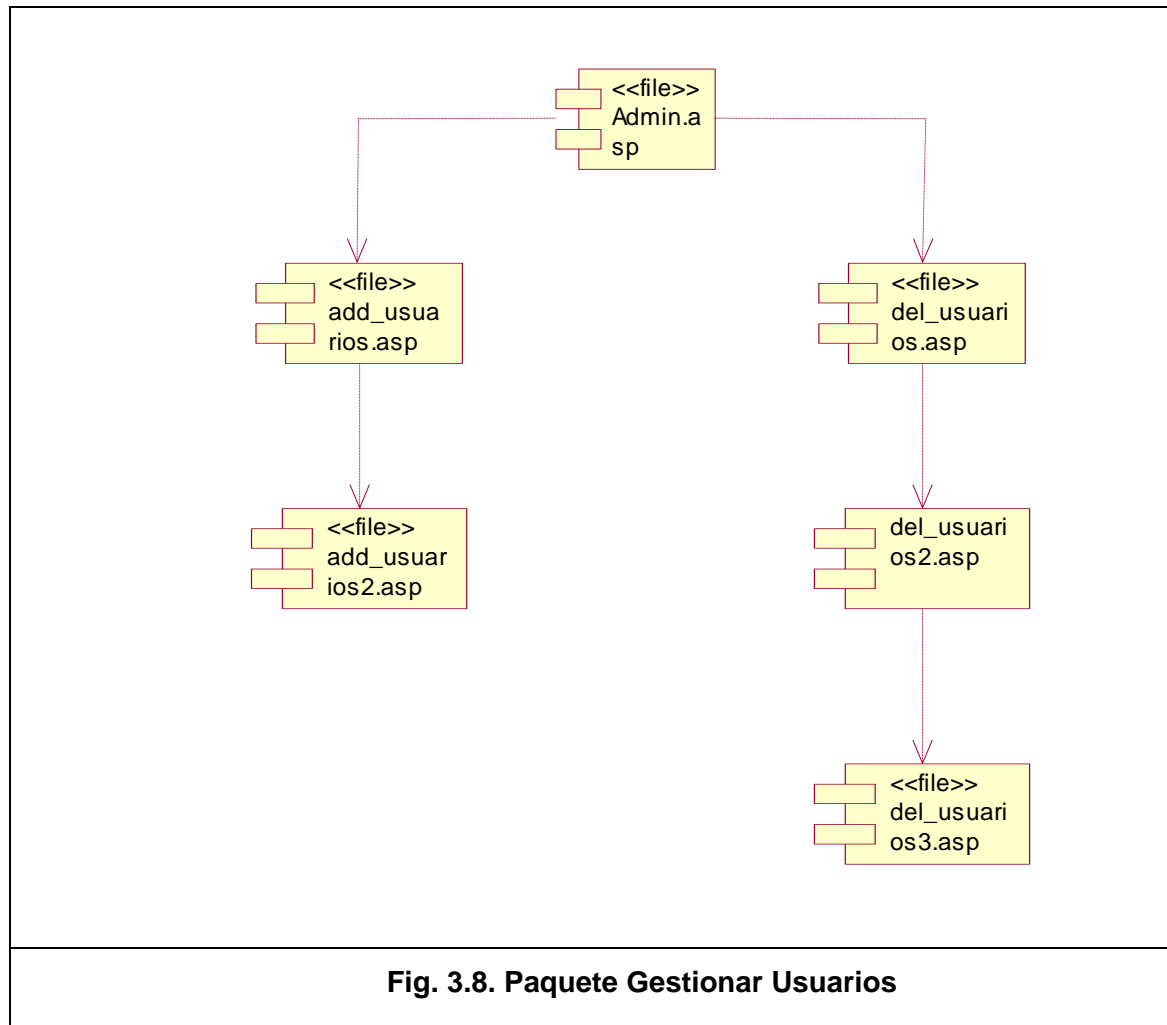 <<file>>
Admin.a
sp
<<file>>
add_usua
rios.asp
<<file>>
del_usuari
os.asp
<<file>>
add_usuar
ios2.asp
del_usuari
os2.asp
<<file>>
del_usuari
os3.asp
Fig. 3.8. Paquete Gestionar Usuarios